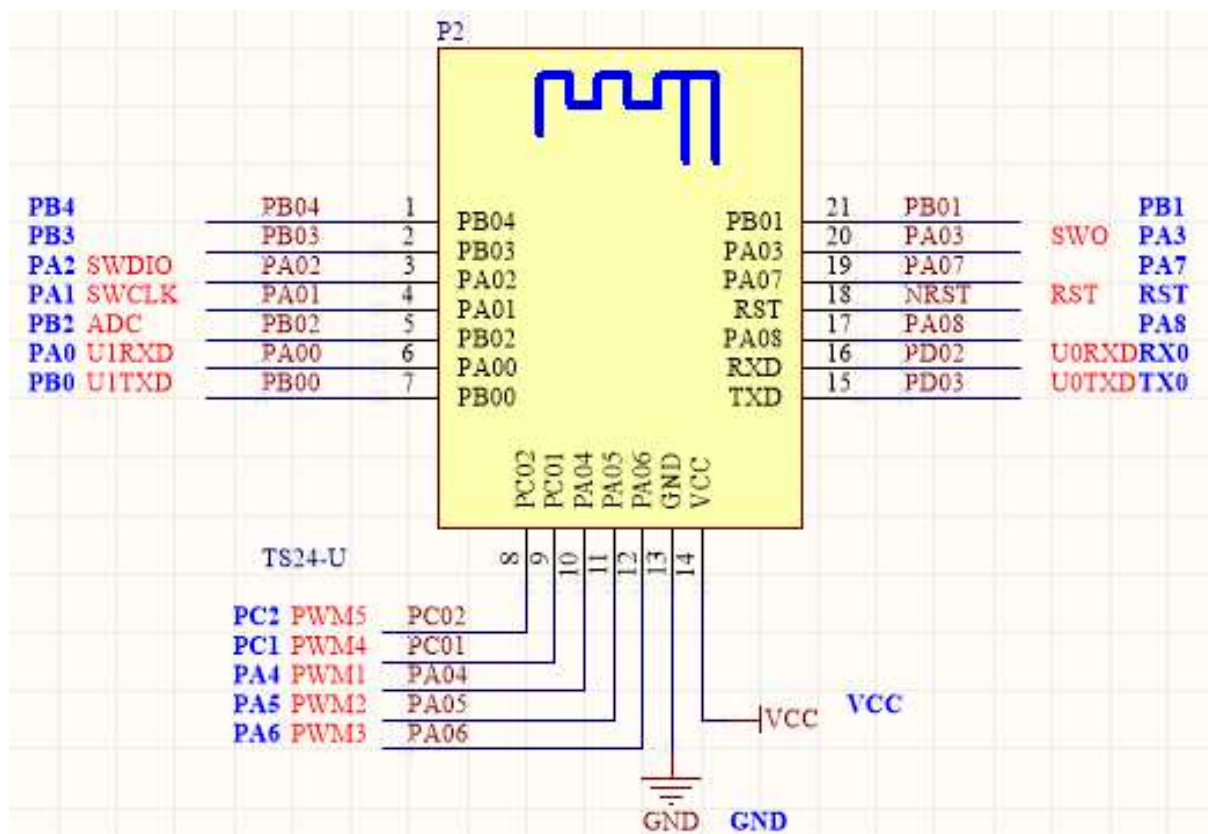 P2
PB4 PB04 1 PB04 PB01 21 PB01 PB1
PB3 PB03 2 PB03 PA03 20 PA03 SWO PA3
PA2 SWDIO PA02 3 PA02 PA07 19 PA07 PA7
PA1 SWCLK PA01 4 PA01 RST 18 NRST RST RST
PB2 ADC PB02 5 PB02 PA08 17 PA08 PA8
PA0 U1RXD PA00 6 PA00 RXD 16 PD02 U0RXD RX0
PB0 U1TXD PB00 7 PB00 TXD 15 PD03 U0TXD TX0
PC02 PC01 PA04 PA05 PA06 GND VCC
TS24-U 8 9 10 11 12 13 14
PC2 PWM5 PC02
PC1 PWM4 PC01
PA4 PWM1 PA04
PA5 PWM2 PA05 VCC VCC
PA6 PWM3 PA06
GND GND